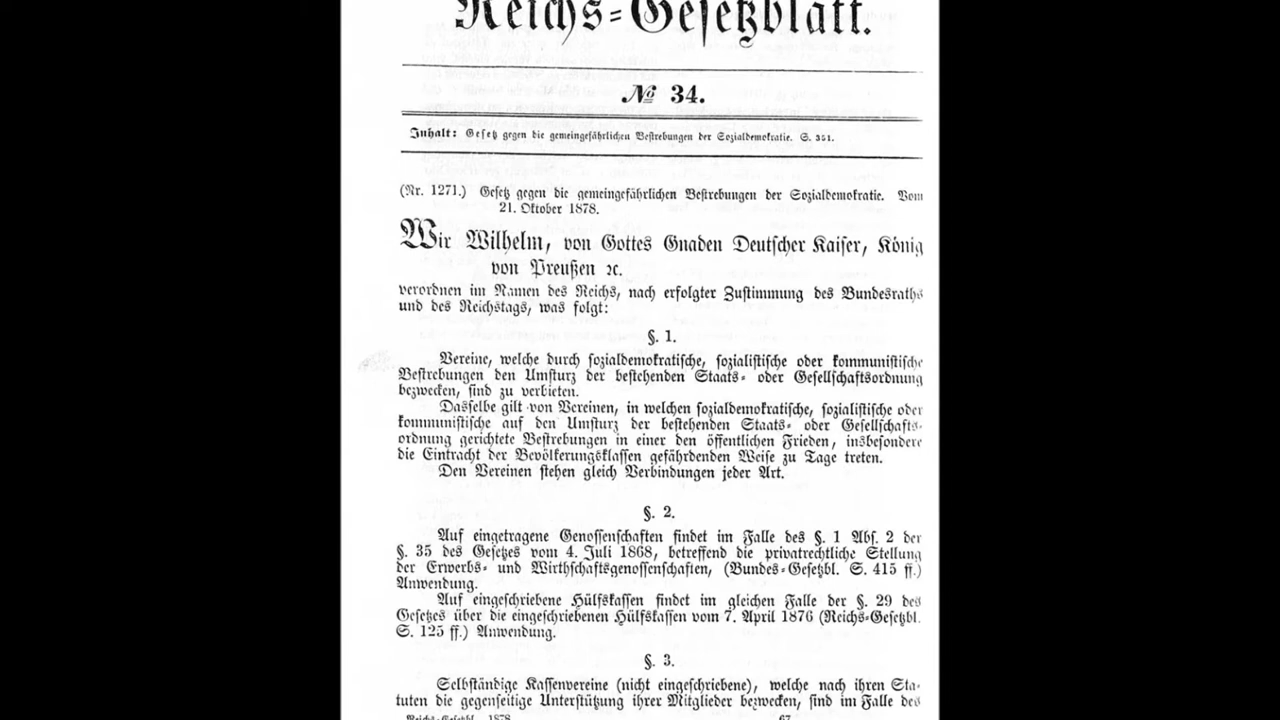 Reichs-Gesetzblatt.
№ 34.
Inhalt: Gesetz gegen die gemeingefährlichen Bestrebungen der Sozialdemokratie. S. 351.
(Nr. 1271.) Gesetz gegen die gemeingefährlichen Bestrebungen der Sozialdemokratie. Vom
21. Oktober 1878.
Wir Wilhelm, von Gottes Gnaden Deutscher Kaiser, König
von Preußen ꝛc.
verordnen im Namen des Reichs, nach erfolgter Zustimmung des Bundesraths
und des Reichstags, was folgt:
§. 1.
Vereine, welche durch sozialdemokratische, sozialistische oder kommunistische
Bestrebungen den Umsturz der bestehenden Staats- oder Gesellschaftsordnung
bezwecken, sind zu verbieten.
Dasselbe gilt von Vereinen, in welchen sozialdemokratische, sozialistische oder
kommunistische auf den Umsturz der bestehenden Staats- oder Gesellschafts-
ordnung gerichtete Bestrebungen in einer den öffentlichen Frieden, insbesondere
die Eintracht der Bevölkerungsklassen gefährdenden Weise zu Tage treten.
Den Vereinen stehen gleich Verbindungen jeder Art.
§. 2.
Auf eingetragene Genossenschaften findet im Falle des §. 1 Abs. 2 der
§. 35 des Gesetzes vom 4. Juli 1868, betreffend die privatrechtliche Stellung
der Erwerbs- und Wirthschaftsgenossenschaften, (Bundes-Gesetzbl. S. 415 ff.)
Anwendung.
Auf eingeschriebene Hülfskassen findet im gleichen Falle der §. 29 des
Gesetzes über die eingeschriebenen Hülfskassen vom 7. April 1876 (Reichs-Gesetzbl.
S. 125 ff.) Anwendung.
§. 3.
Selbständige Kassenvereine (nicht eingeschriebene), welche nach ihren Sta-
tuten die gegenseitige Unterstützung ihrer Mitglieder bezwecken, sind im Falle des
Reichs-Gesetzbl. 1878. 67